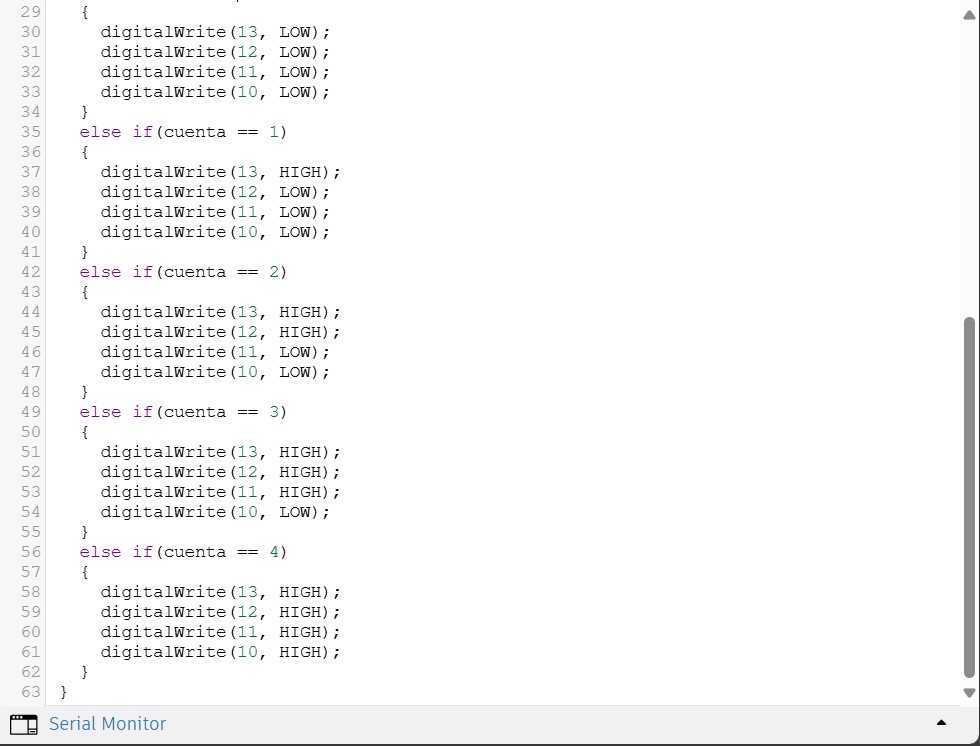 29 {
30 digitalWrite(13, LOW);
31 digitalWrite(12, LOW);
32 digitalWrite(11, LOW);
33 digitalWrite(10, LOW);
34 }
35 else if(cuenta == 1)
36 {
37 digitalWrite(13, HIGH);
38 digitalWrite(12, LOW);
39 digitalWrite(11, LOW);
40 digitalWrite(10, LOW);
41 }
42 else if(cuenta == 2)
43 {
44 digitalWrite(13, HIGH);
45 digitalWrite(12, HIGH);
46 digitalWrite(11, LOW);
47 digitalWrite(10, LOW);
48 }
49 else if(cuenta == 3)
50 {
51 digitalWrite(13, HIGH);
52 digitalWrite(12, HIGH);
53 digitalWrite(11, HIGH);
54 digitalWrite(10, LOW);
55 }
56 else if(cuenta == 4)
57 {
58 digitalWrite(13, HIGH);
59 digitalWrite(12, HIGH);
60 digitalWrite(11, HIGH);
61 digitalWrite(10, HIGH);
62 }
63 }
Serial Monitor